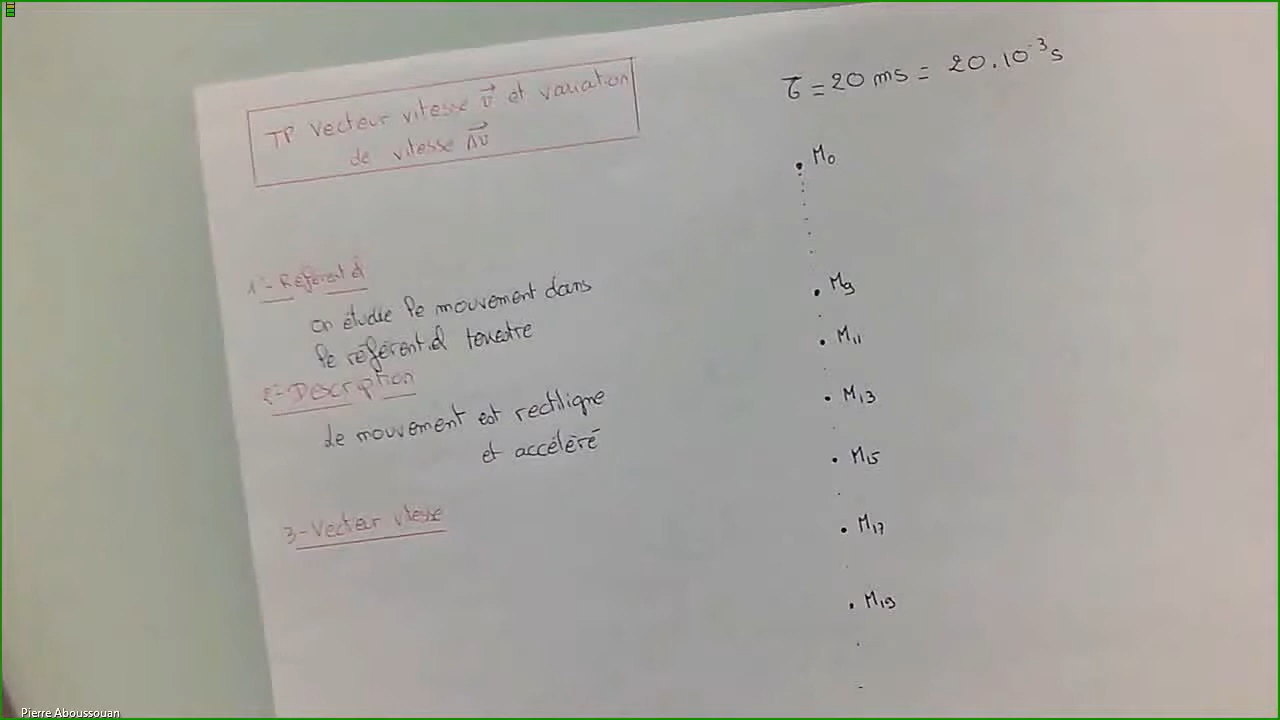 TP Vecteur vitesse v⃗ et variation
de vitesse Δv⃗
τ = 20 ms = 20.10⁻³ s
M₀
1°- Référentiel
on étudie le mouvement dans
le référentiel terrestre
2°- Description
Le mouvement est rectiligne
et accéléré
3- Vecteur vitesse
M₉
M₁₁
M₁₃
M₁₅
M₁₇
M₁₉
Pierre Aboussouan